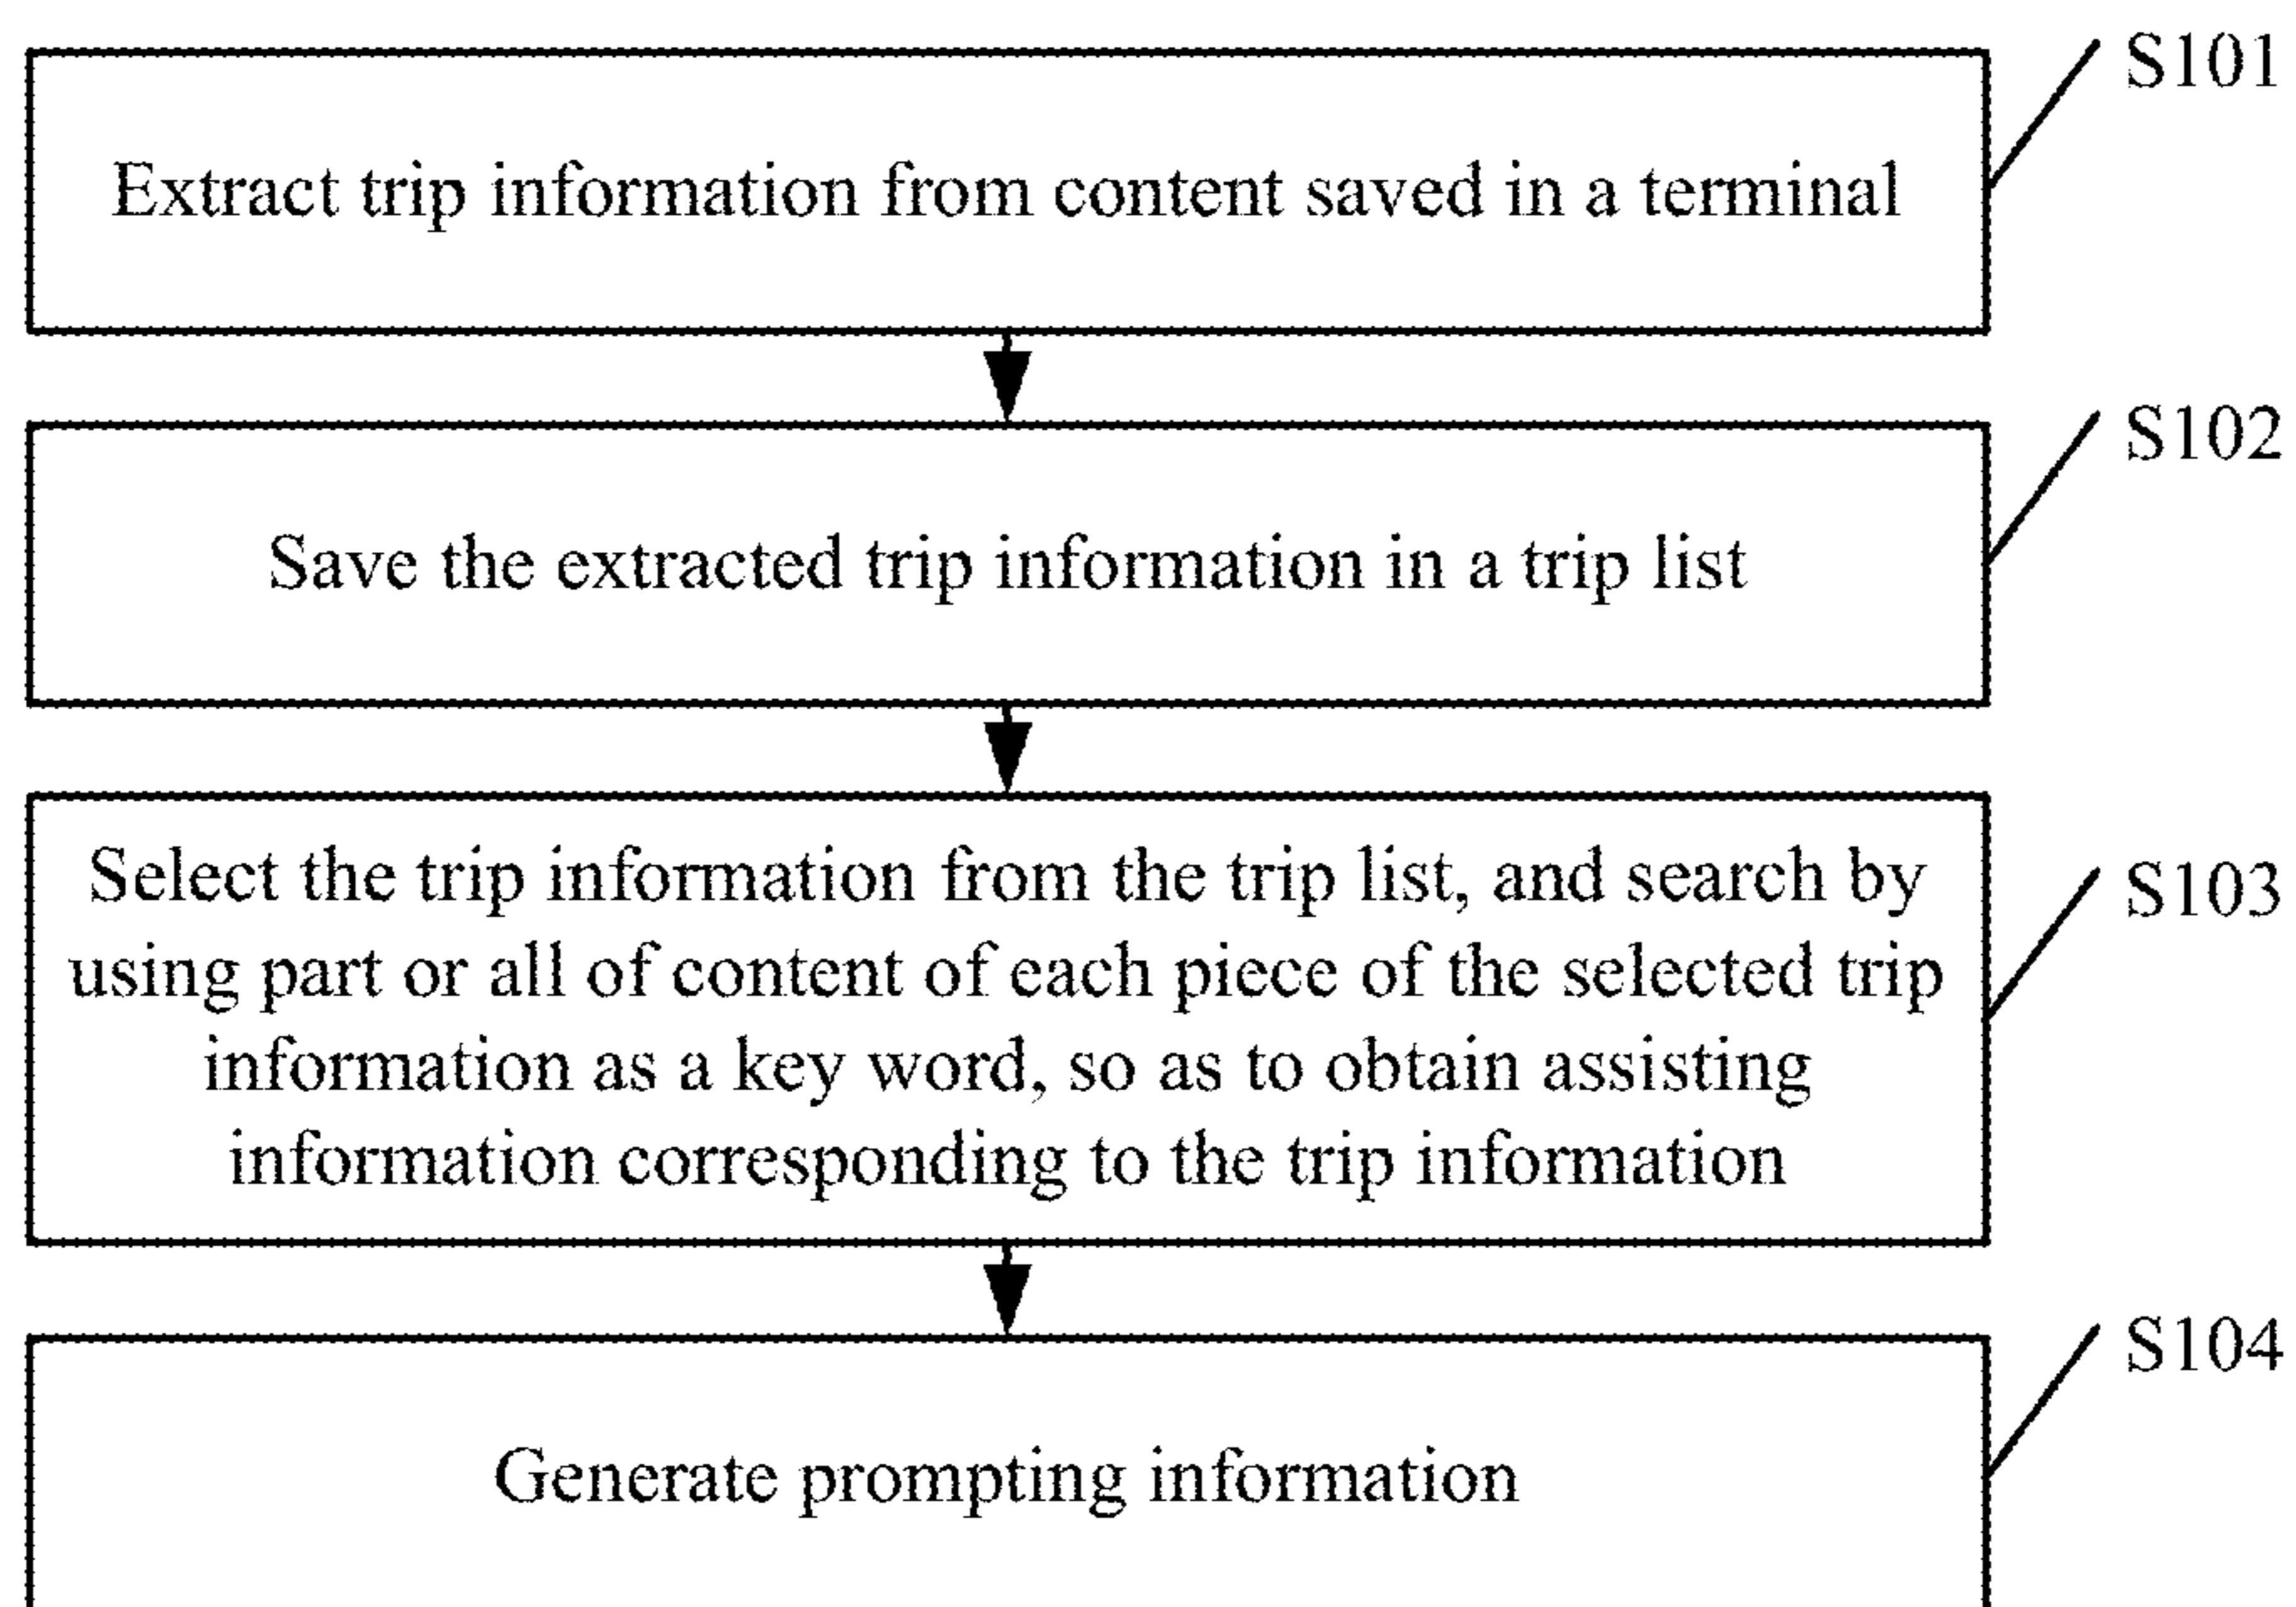 S101
Extract trip information from content saved in a terminal
S102
Save the extracted trip information in a trip list
S103
Select the trip information from the trip list, and search by
using part or all of content of each piece of the selected trip
information as a key word, so as to obtain assisting
information corresponding to the trip information
S104
Generate prompting information